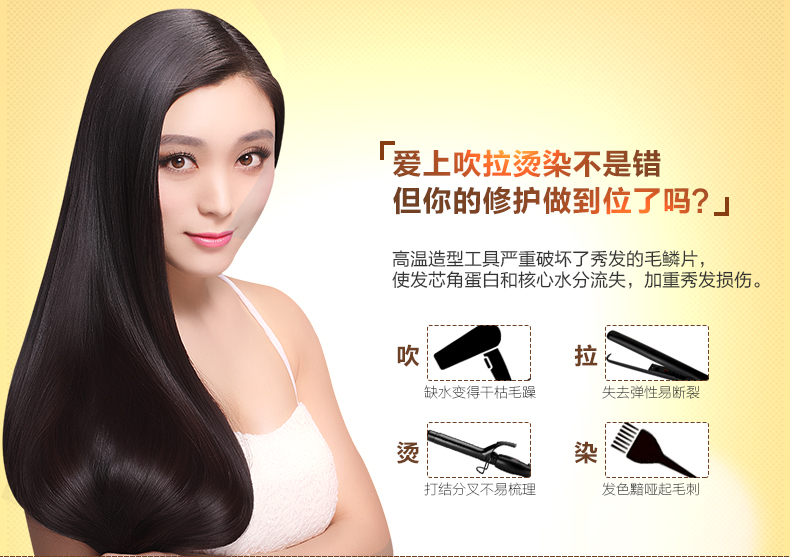 「爱上吹拉烫染不是错
但你的修护做到位了吗?」
高温造型工具严重破坏了秀发的毛鳞片，
使发芯角蛋白和核心水分流失，加重秀发损伤。
吹
缺水变得干枯毛躁
拉
失去弹性易断裂
烫
打结分叉不易梳理
染
发色黯哑起毛刺